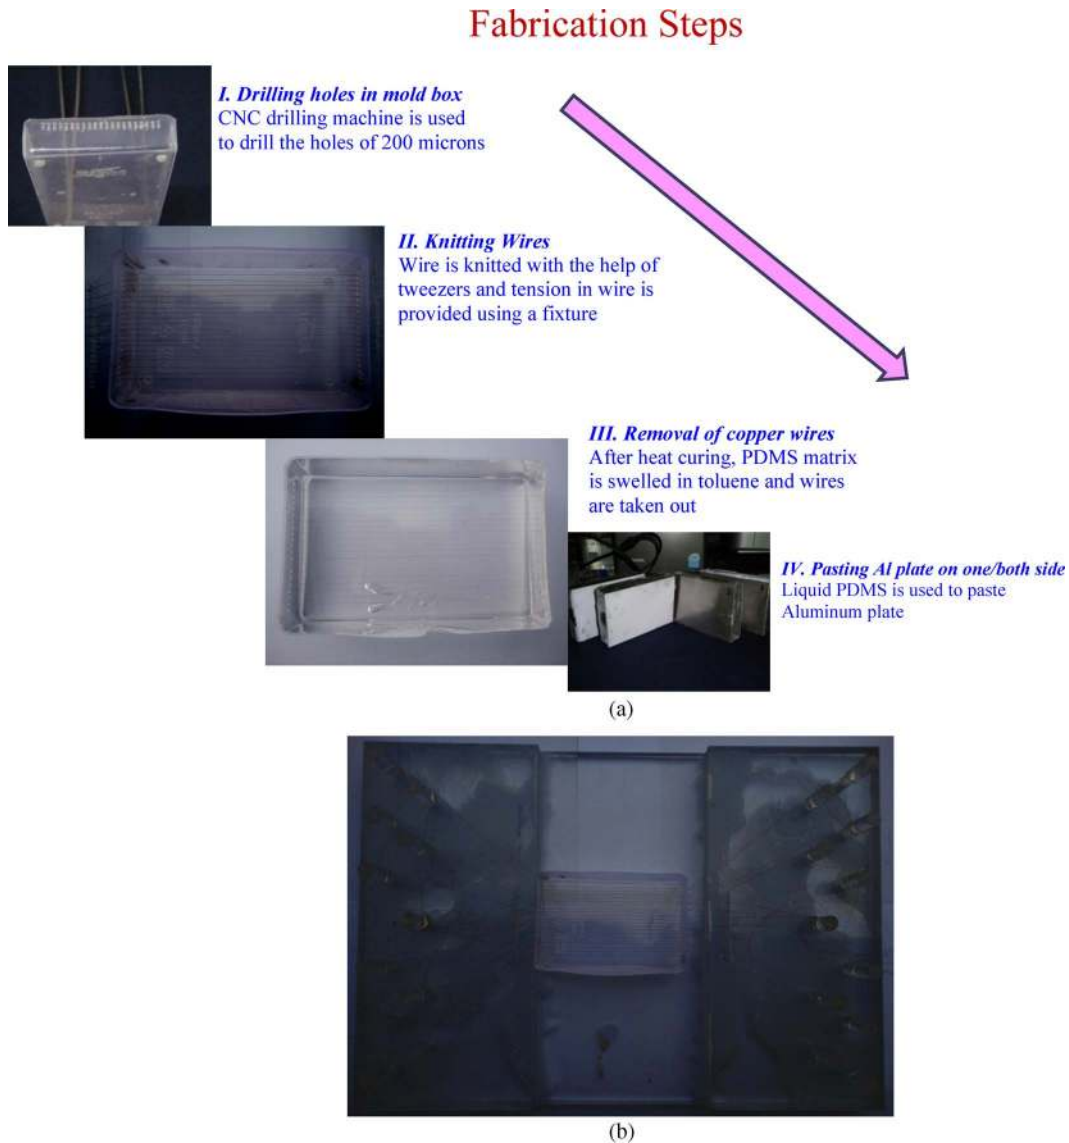 Fabrication Steps
I. Drilling holes in mold box
CNC drilling machine is used
to drill the holes of 200 microns
II. Knitting Wires
Wire is knitted with the help of
tweezers and tension in wire is
provided using a fixture
III. Removal of copper wires
After heat curing, PDMS matrix
is swelled in toluene and wires
are taken out
IV. Pasting Al plate on one/both side
Liquid PDMS is used to paste
Aluminum plate
(a)
(b)